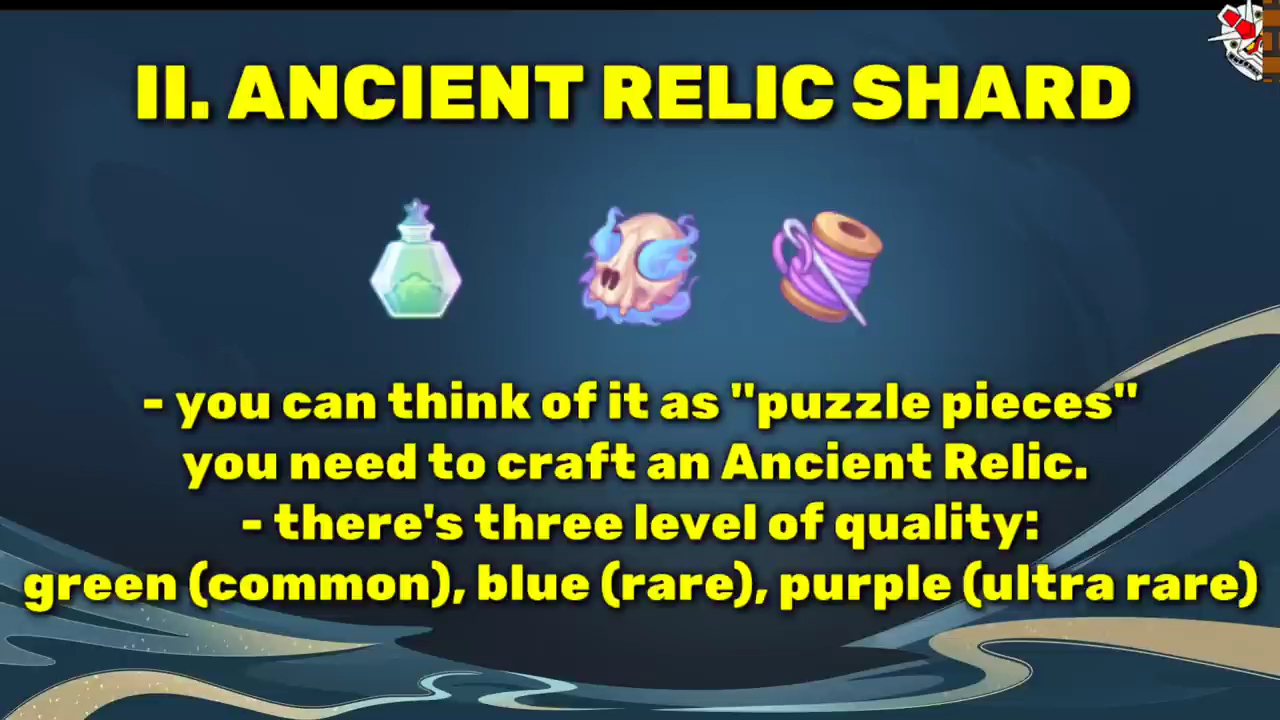 II. ANCIENT RELIC SHARD
- you can think of it as "puzzle pieces"
you need to craft an Ancient Relic.
- there's three level of quality:
green (common), blue (rare), purple (ultra rare)